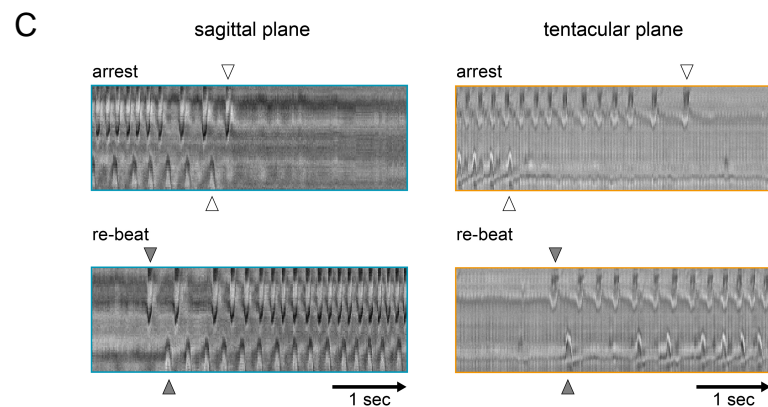 C
sagittal plane
tentacular plane
arrest
arrest
re-beat
re-beat
1 sec
1 sec